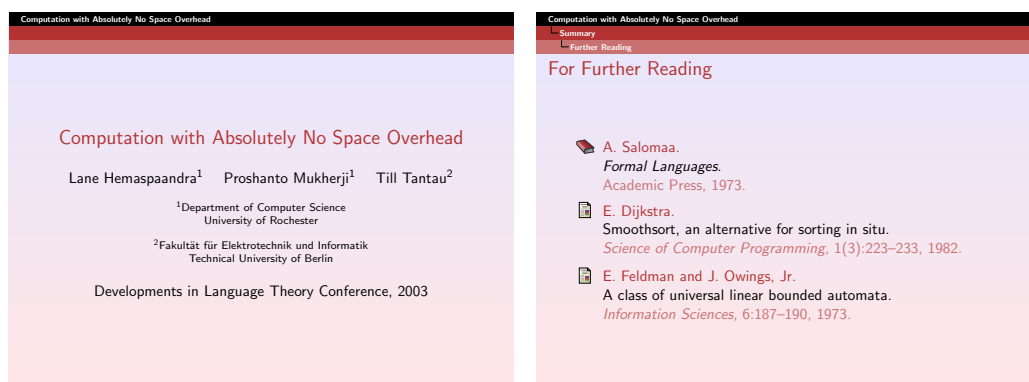 Computation with Absolutely No Space Overhead
Computation with Absolutely No Space Overhead
Lane Hemaspaandra¹ Proshanto Mukherji¹ Till Tantau²
¹Department of Computer Science
University of Rochester
²Fakultät für Elektrotechnik und Informatik
Technical University of Berlin
Developments in Language Theory Conference, 2003
Computation with Absolutely No Space Overhead
Summary
Further Reading
For Further Reading
A. Salomaa.
Formal Languages.
Academic Press, 1973.
E. Dijkstra.
Smoothsort, an alternative for sorting in situ.
Science of Computer Programming, 1(3):223–233, 1982.
E. Feldman and J. Owings, Jr.
A class of universal linear bounded automata.
Information Sciences, 6:187–190, 1973.